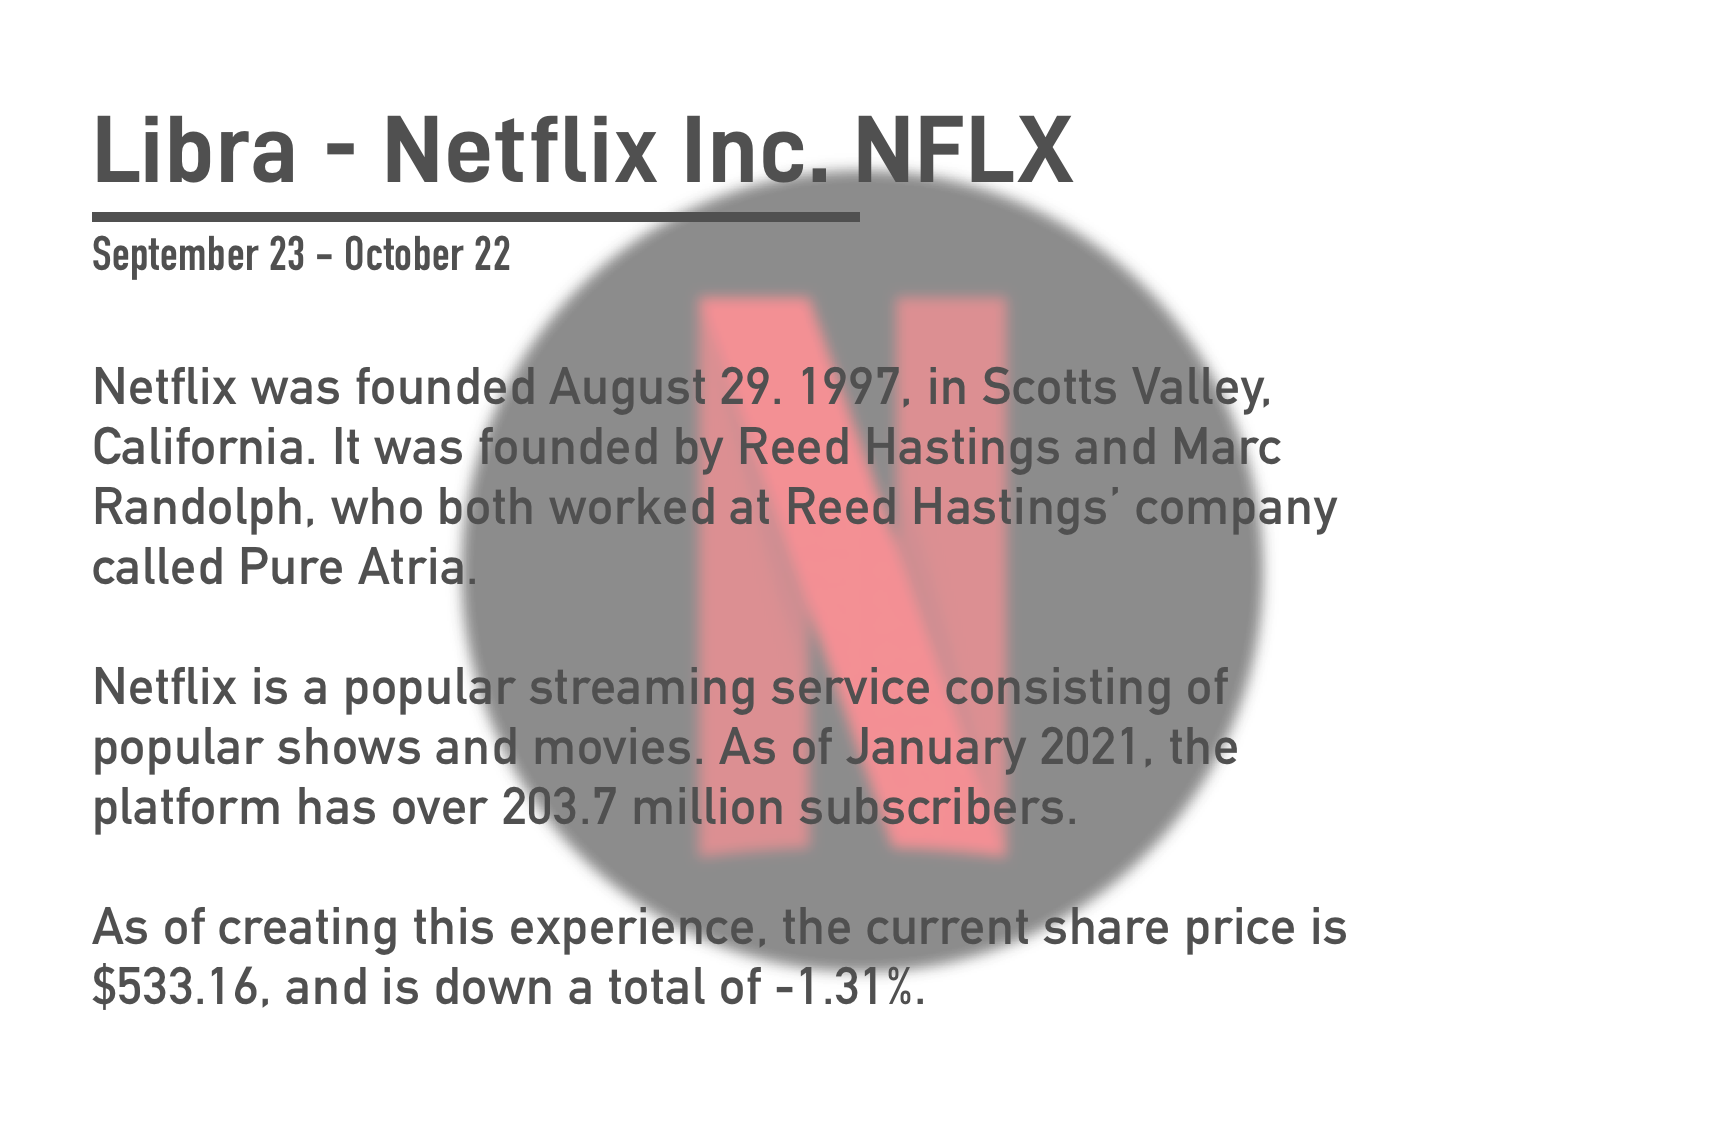 Libra - Netflix Inc. NFLX
September 23 – October 22
Netflix was founded August 29. 1997, in Scotts Valley,
California. It was founded by Reed Hastings and Marc
Randolph, who both worked at Reed Hastings’ company
called Pure Atria.
Netflix is a popular streaming service consisting of
popular shows and movies. As of January 2021, the
platform has over 203.7 million subscribers.
As of creating this experience, the current share price is
$533.16, and is down a total of -1.31%.